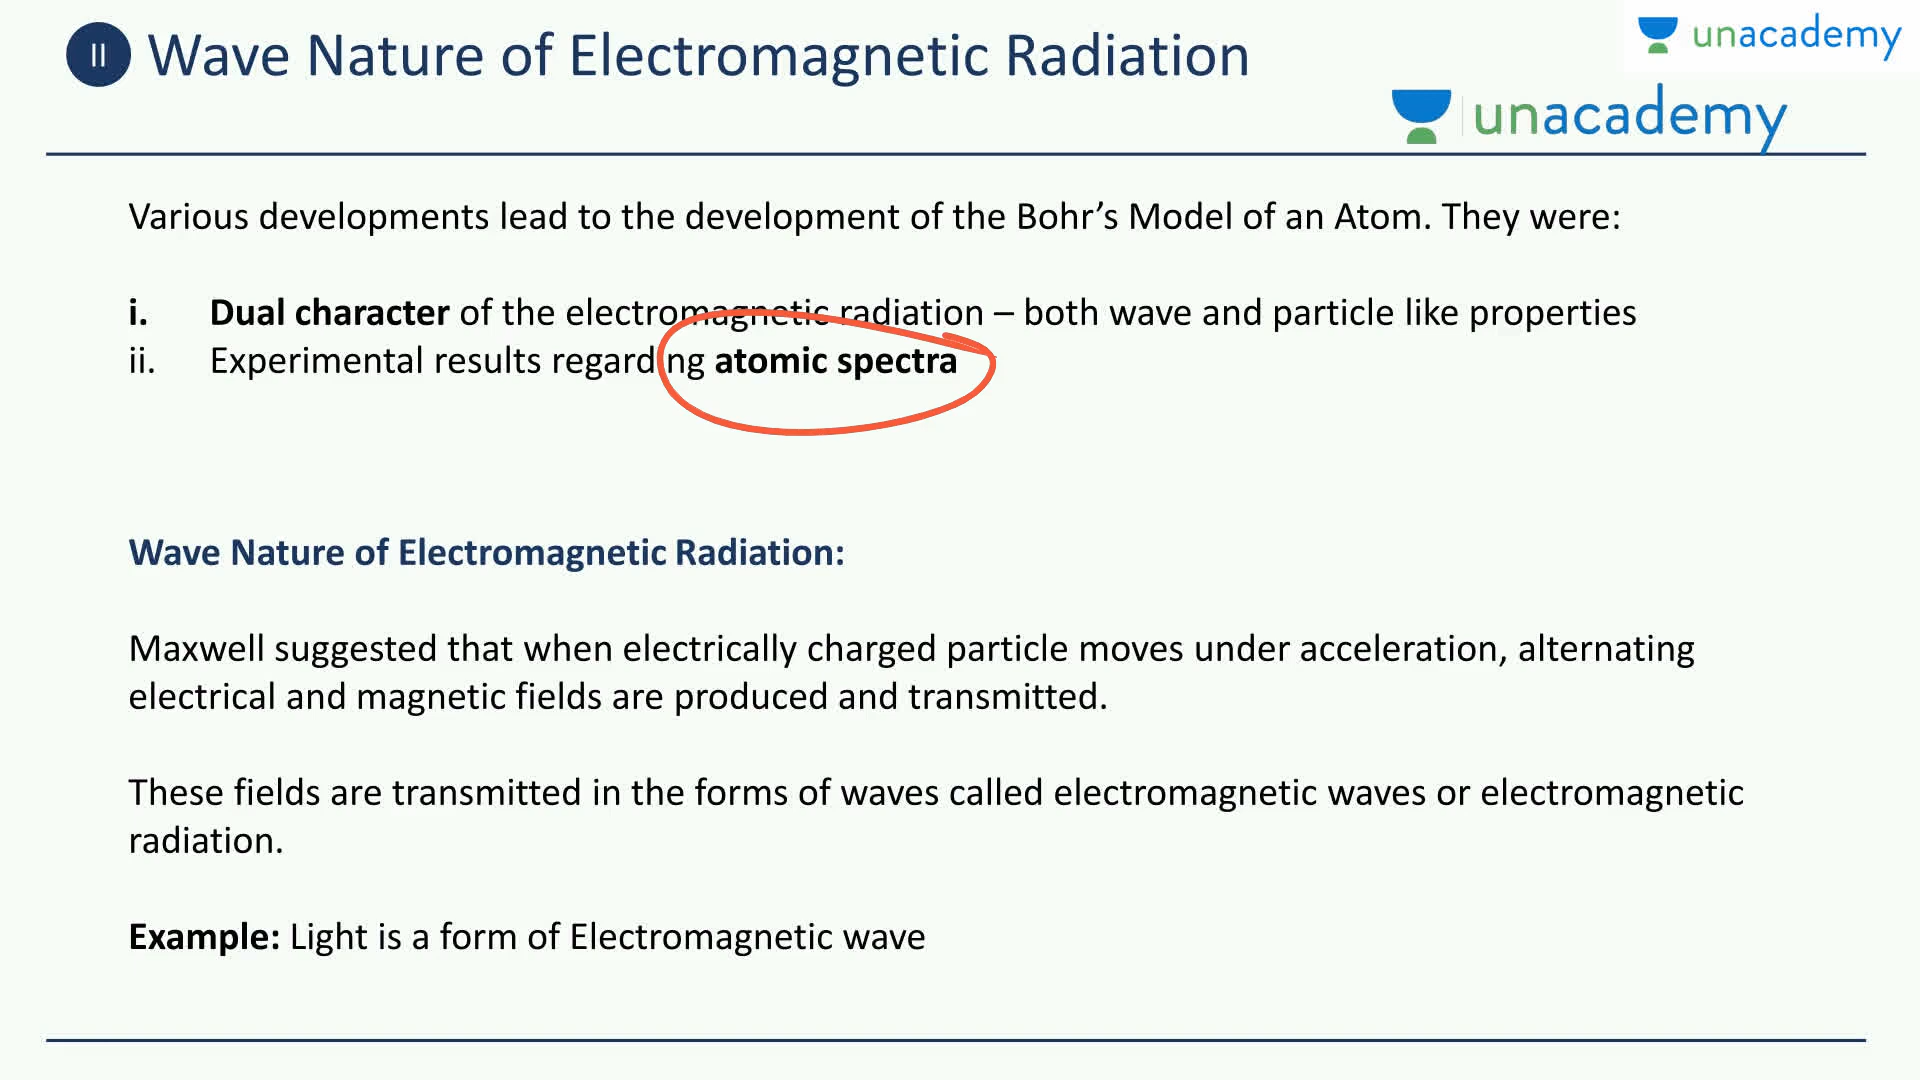 II Wave Nature of Electromagnetic Radiation
unacademy
unacademy
Various developments lead to the development of the Bohr’s Model of an Atom. They were:
i. Dual character of the electromagnetic radiation – both wave and particle like properties
ii. Experimental results regarding atomic spectra
Wave Nature of Electromagnetic Radiation:
Maxwell suggested that when electrically charged particle moves under acceleration, alternating
electrical and magnetic fields are produced and transmitted.
These fields are transmitted in the forms of waves called electromagnetic waves or electromagnetic
radiation.
Example: Light is a form of Electromagnetic wave